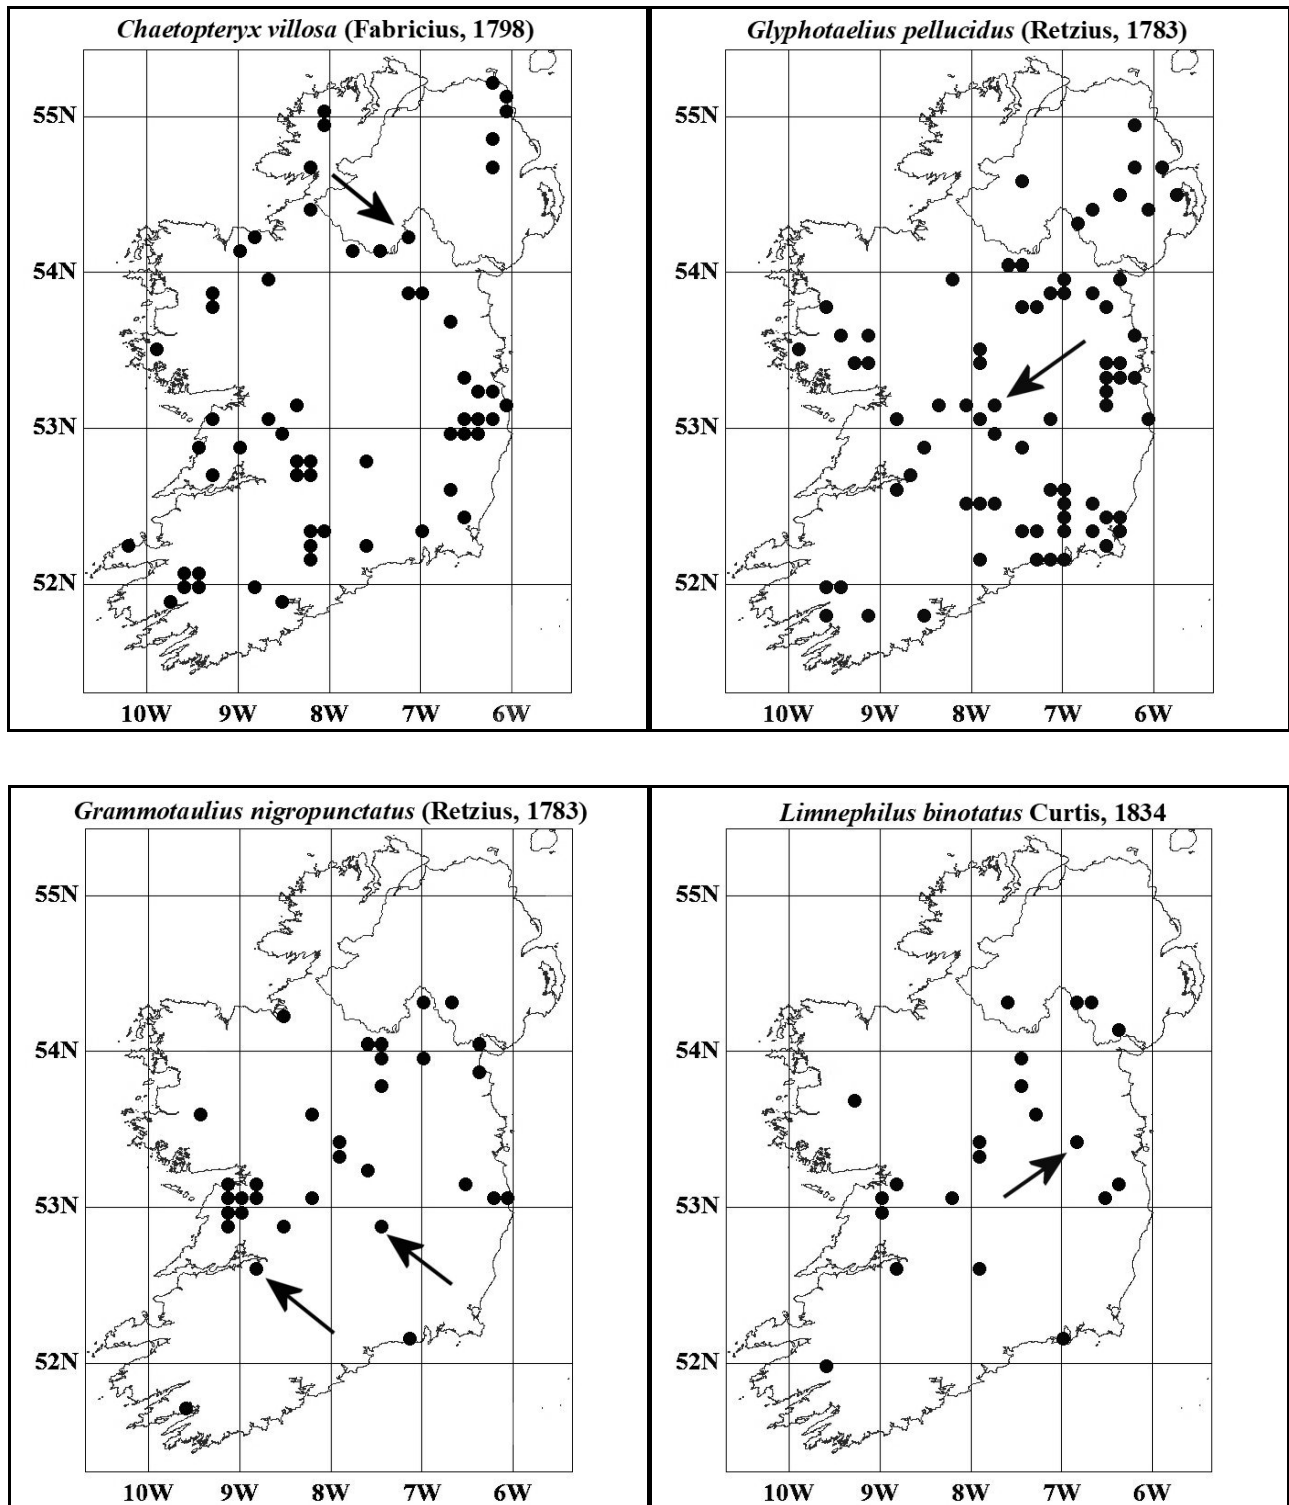 Chaetopteryx villosa (Fabricius, 1798)
55N
54N
53N
52N
10W 9W 8W 7W 6W
Glyphotaelius pellucidus (Retzius, 1783)
55N
54N
53N
52N
10W 9W 8W 7W 6W
Grammotaulius nigropunctatus (Retzius, 1783)
55N
54N
53N
52N
10W 9W 8W 7W 6W
Limnephilus binotatus Curtis, 1834
55N
54N
53N
52N
10W 9W 8W 7W 6W